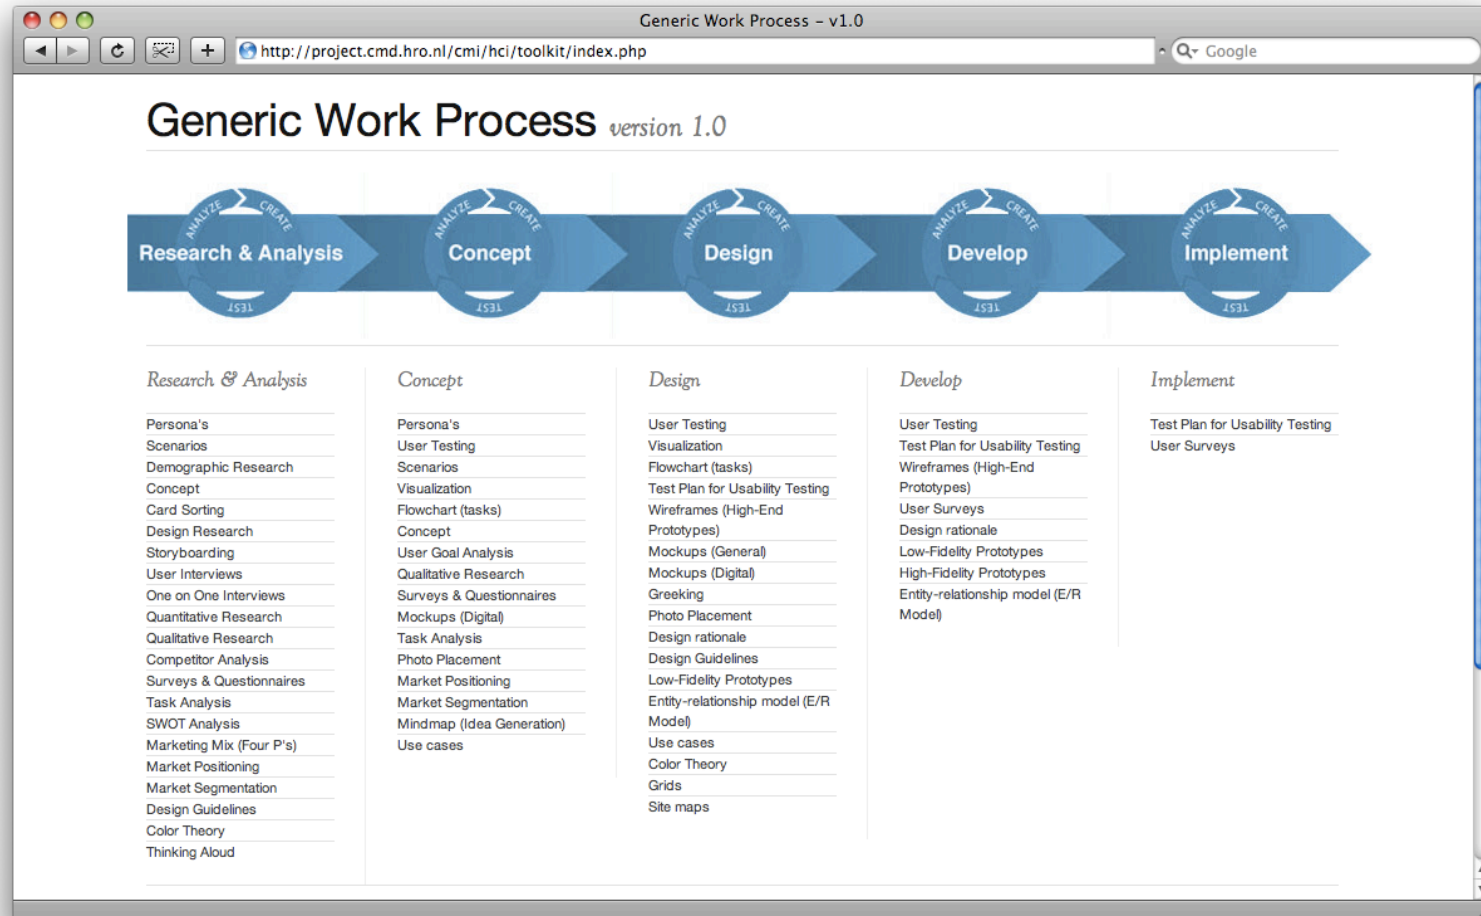 Generic Work Process – v1.0
http://project.cmd.hro.nl/cmi/hci/toolkit/index.php
Google
Generic Work Process version 1.0
ANALYZE CREATE TEST
Research & Analysis
ANALYZE CREATE TEST
Concept
ANALYZE CREATE TEST
Design
ANALYZE CREATE TEST
Develop
ANALYZE CREATE TEST
Implement
Research & Analysis
Persona's
Scenarios
Demographic Research
Concept
Card Sorting
Design Research
Storyboarding
User Interviews
One on One Interviews
Quantitative Research
Qualitative Research
Competitor Analysis
Surveys & Questionnaires
Task Analysis
SWOT Analysis
Marketing Mix (Four P's)
Market Positioning
Market Segmentation
Design Guidelines
Color Theory
Thinking Aloud
Concept
Persona's
User Testing
Scenarios
Visualization
Flowchart (tasks)
Concept
User Goal Analysis
Qualitative Research
Surveys & Questionnaires
Mockups (Digital)
Task Analysis
Photo Placement
Market Positioning
Market Segmentation
Mindmap (Idea Generation)
Use cases
Design
User Testing
Visualization
Flowchart (tasks)
Test Plan for Usability Testing
Wireframes (High-End
Prototypes)
Mockups (General)
Mockups (Digital)
Greeking
Photo Placement
Design rationale
Design Guidelines
Low-Fidelity Prototypes
Entity-relationship model (E/R
Model)
Use cases
Color Theory
Grids
Site maps
Develop
User Testing
Test Plan for Usability Testing
Wireframes (High-End
Prototypes)
User Surveys
Design rationale
Low-Fidelity Prototypes
High-Fidelity Prototypes
Entity-relationship model (E/R
Model)
Implement
Test Plan for Usability Testing
User Surveys